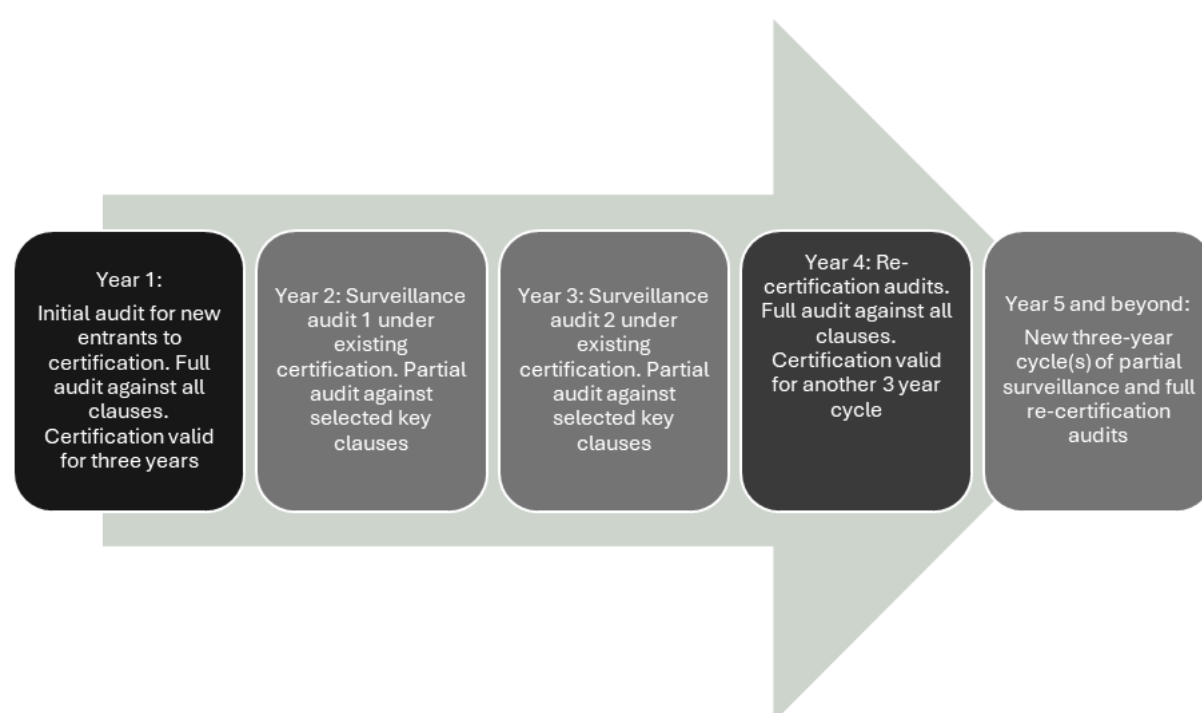 Year 1:
Initial audit for new
entrants to
certification. Full
audit against all
clauses.
Certification valid
for three years
Year 2: Surveillance
audit 1 under
existing
certification. Partial
audit against
selected key
clauses
Year 3: Surveillance
audit 2 under
existing
certification. Partial
audit against
selected key
clauses
Year 4: Re-
certification audits.
Full audit against all
clauses.
Certification valid
for another 3 year
cycle
Year 5 and beyond:
New three-year
cycle(s) of partial
surveillance and full
re-certification
audits